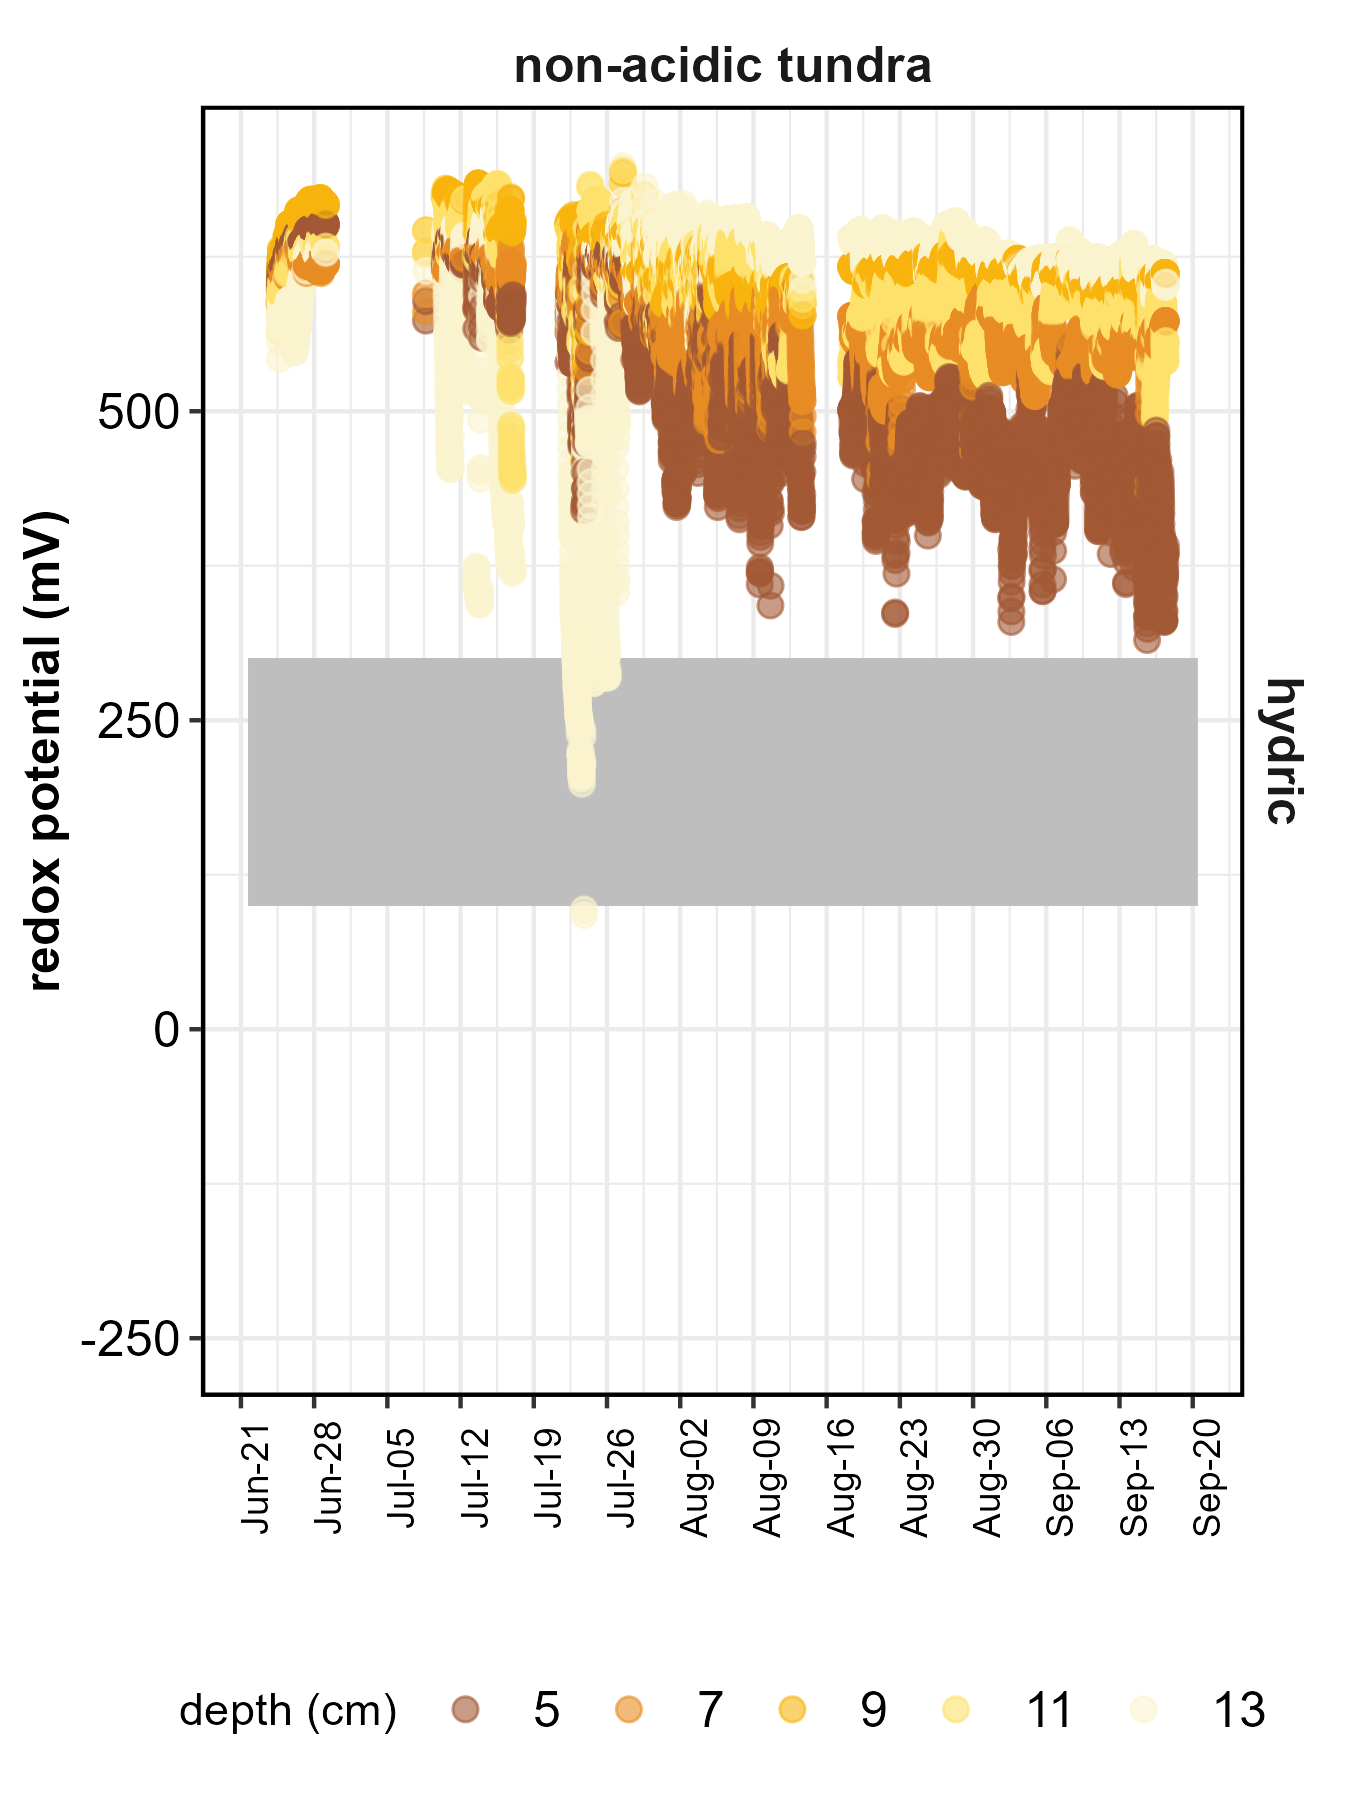 non-acidic tundra
redox potential (mV)
500
250
0
-250
hydric
Jun-21
Jun-28
Jul-05
Jul-12
Jul-19
Jul-26
Aug-02
Aug-09
Aug-16
Aug-23
Aug-30
Sep-06
Sep-13
Sep-20
depth (cm) 5 7 9 11 13